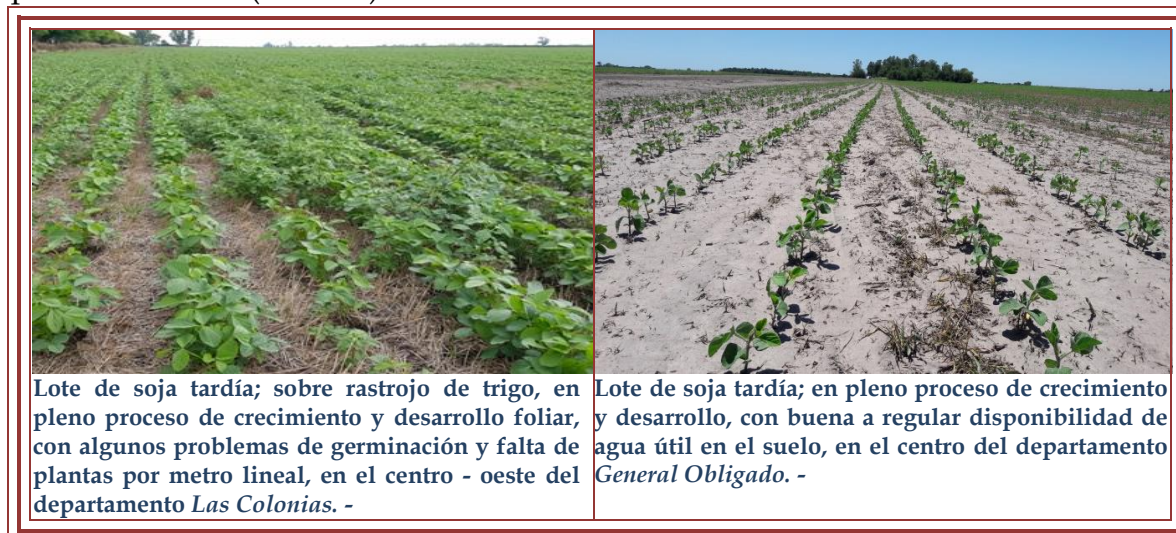 Lote de soja tardía; sobre rastrojo de trigo, en
pleno proceso de crecimiento y desarrollo foliar,
con algunos problemas de germinación y falta de
plantas por metro lineal, en el centro - oeste del
departamento Las Colonias. -
Lote de soja tardía; en pleno proceso de crecimiento
y desarrollo, con buena a regular disponibilidad de
agua útil en el suelo, en el centro del departamento
General Obligado. -